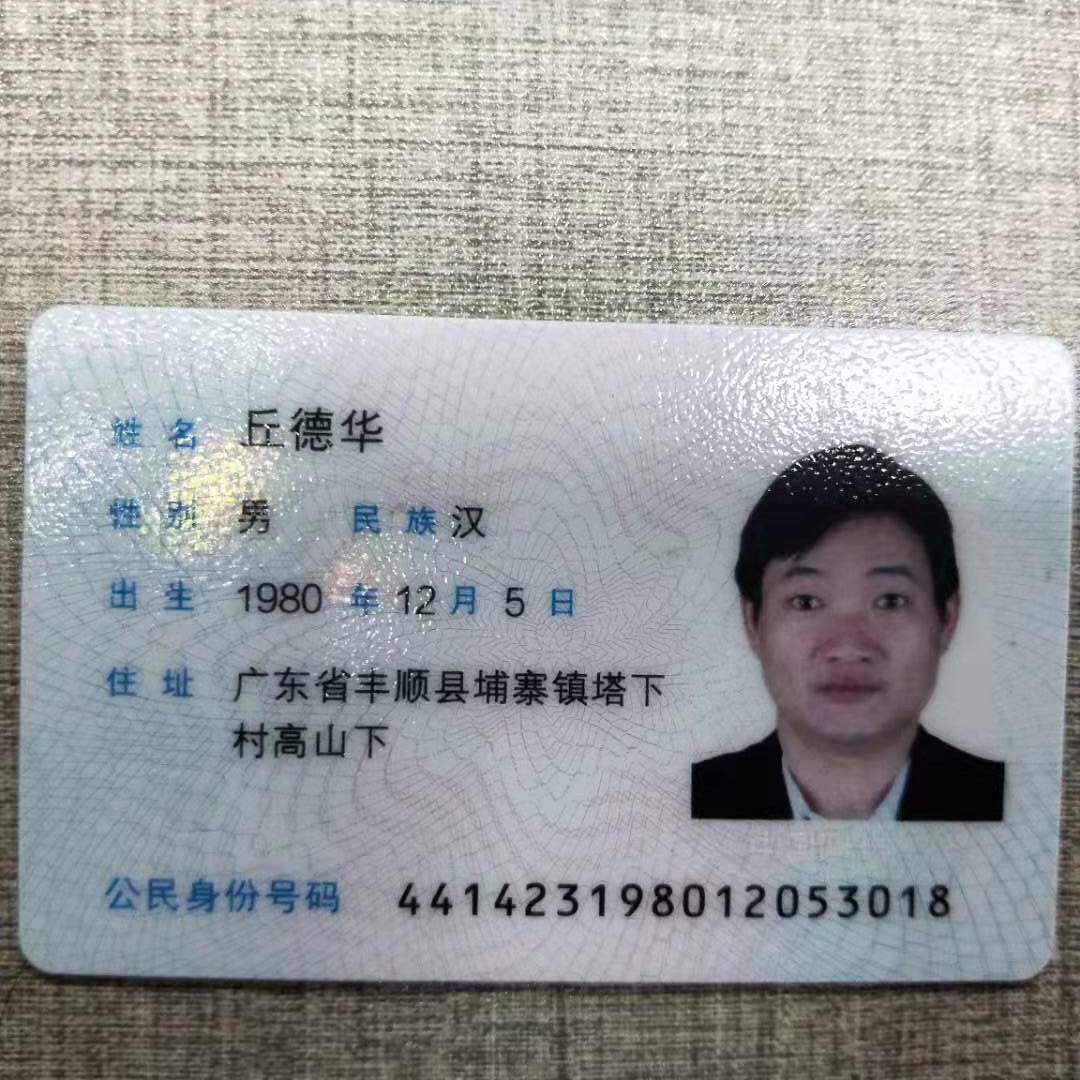 姓名 丘德华
性别 男 民族 汉
出生 1980 年 12 月 5 日
住址 广东省丰顺县埔寨镇塔下
村高山下
公民身份号码 441423198012053018